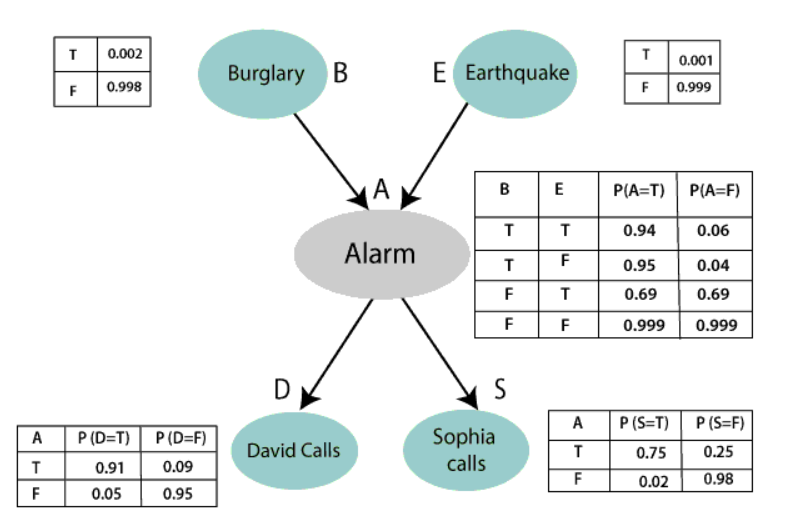 T 0.002
F 0.998
Burglary B
E Earthquake
T 0.001
F 0.999
A
Alarm
B E P(A=T) P(A=F)
T T 0.94 0.06
T F 0.95 0.04
F T 0.69 0.69
F F 0.999 0.999
D
S
A P (D=T) P (D=F)
T 0.91 0.09
F 0.05 0.95
David Calls
Sophia
calls
A P (S=T) P (S=F)
T 0.75 0.25
F 0.02 0.98